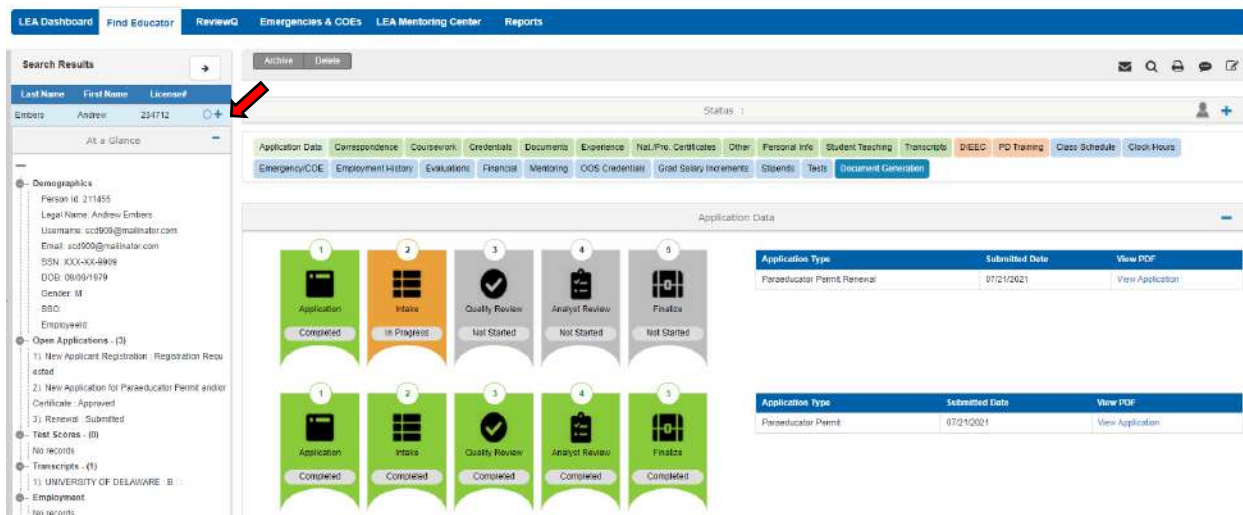 LEA Dashboard Find Educator ReviewQ Emergencies & COEs LEA Mentoring Center Reports
Search Results
Last Name First Name License#
Embers Andrew 234712
At a Glance
Demographics
Person Id: 211455
Legal Name: Andrew Embers
Username: scd909@mailinator.com
Email: scd909@mailinator.com
SSN: XXX-XX-9909
DOB: 09/09/1979
Gender: M
SSO:
EmployeeId:
Open Applications - (3)
1) New Applicant Registration : Registration Requ
ested
2) New Application for Paraeducator Permit and/or
Certificate : Approved
3) Renewal : Submitted
Test Scores - (0)
No records
Transcripts - (1)
1) UNIVERSITY OF DELAWARE : B : :
Employment
No records
Archive Delete
Status :
Application Data Correspondence Coursework Credentials Documents Experience Nat./Pro. Certificates Other Personal Info Student Teaching Transcripts DIEEC PD Training Class Schedule Clock Hours
Emergency/COE Employment History Evaluations Financial Mentoring OOS Credentials Grad Salary Increments Stipends Tests Document Generation
Application Data
1 2 3 4 5
Application Intake Quality Review Analyst Review Finalize
Completed In Progress Not Started Not Started Not Started
Application Type Submitted Date View PDF
Paraeducator Permit Renewal 07/21/2021 View Application
1 2 3 4 5
Application Intake Quality Review Analyst Review Finalize
Completed Completed Completed Completed Completed
Application Type Submitted Date View PDF
Paraeducator Permit 07/21/2021 View Application